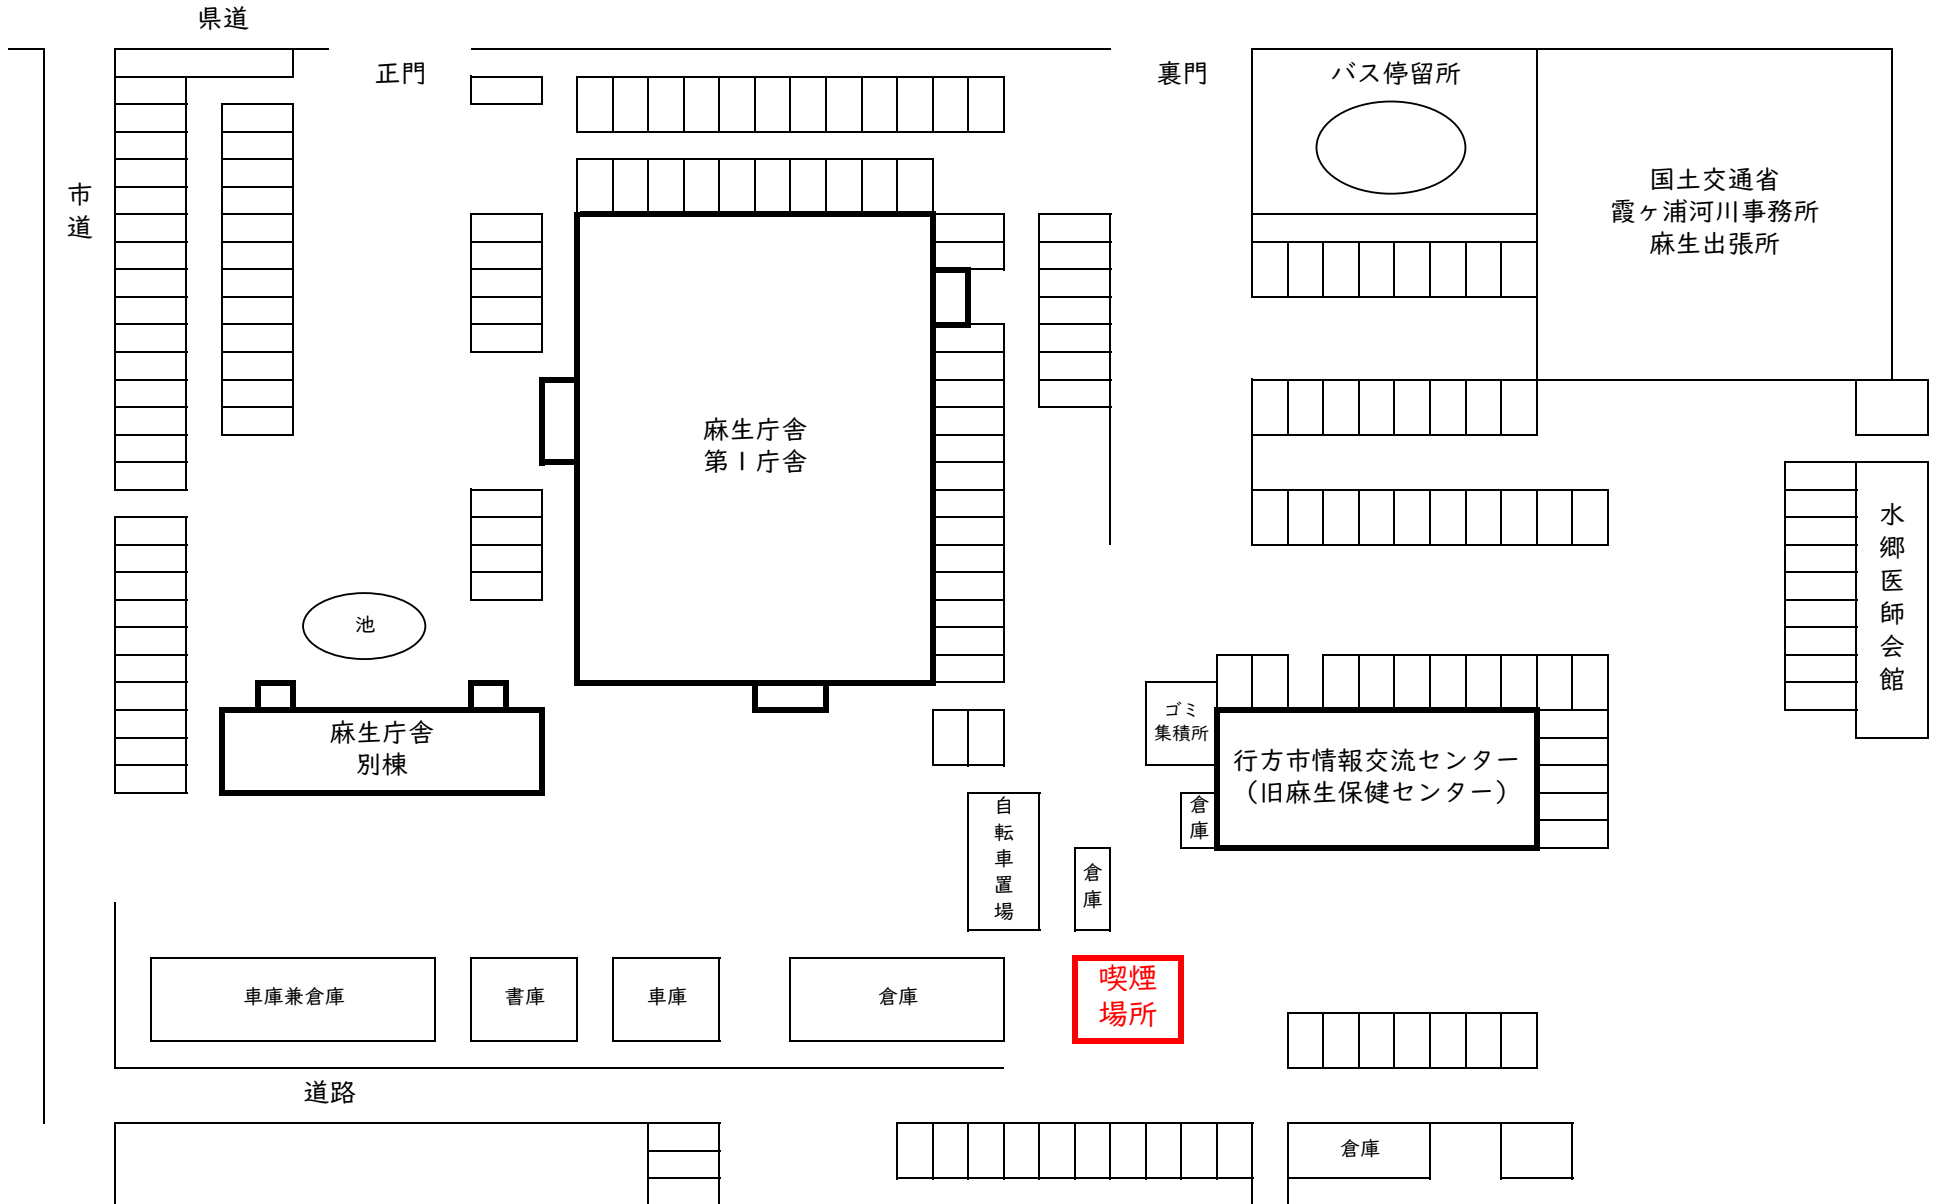 県道
正門
裏門
バス停留所
市道
国土交通省
霞ヶ浦河川事務所
麻生出張所
麻生庁舎
第1庁舎
水郷医師会館
池
麻生庁舎
別棟
ゴミ
集積所
行方市情報交流センター
（旧麻生保健センター）
倉庫
自転車置場
倉庫
車庫兼倉庫
書庫
車庫
倉庫
喫煙
場所
道路
倉庫